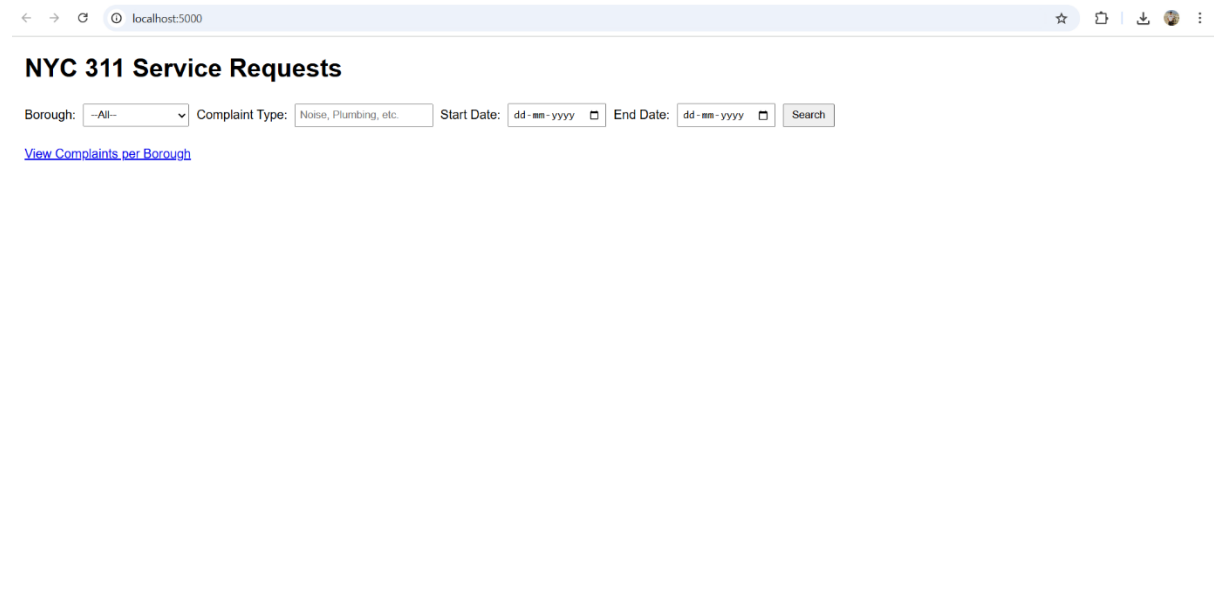 localhost:5000
NYC 311 Service Requests
Borough: --All-- Complaint Type: Noise, Plumbing, etc. Start Date: dd-mm-yyyy End Date: dd-mm-yyyy Search
View Complaints per Borough